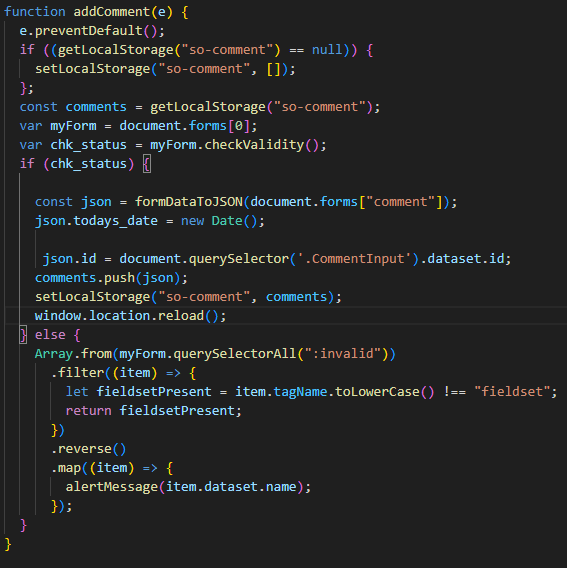 function addComment(e) {
e.preventDefault();
if ((getLocalStorage("so-comment") == null)) {
setLocalStorage("so-comment", []);
};
const comments = getLocalStorage("so-comment");
var myForm = document.forms[0];
var chk_status = myForm.checkValidity();
if (chk_status) {
const json = formDataToJSON(document.forms["comment"]);
json.todays_date = new Date();
json.id = document.querySelector('.CommentInput').dataset.id;
comments.push(json);
setLocalStorage("so-comment", comments);
window.location.reload();
} else {
Array.from(myForm.querySelectorAll(":invalid"))
.filter((item) => {
let fieldsetPresent = item.tagName.toLowerCase() !== "fieldset";
return fieldsetPresent;
})
.reverse()
.map((item) => {
alertMessage(item.dataset.name);
});
}
}